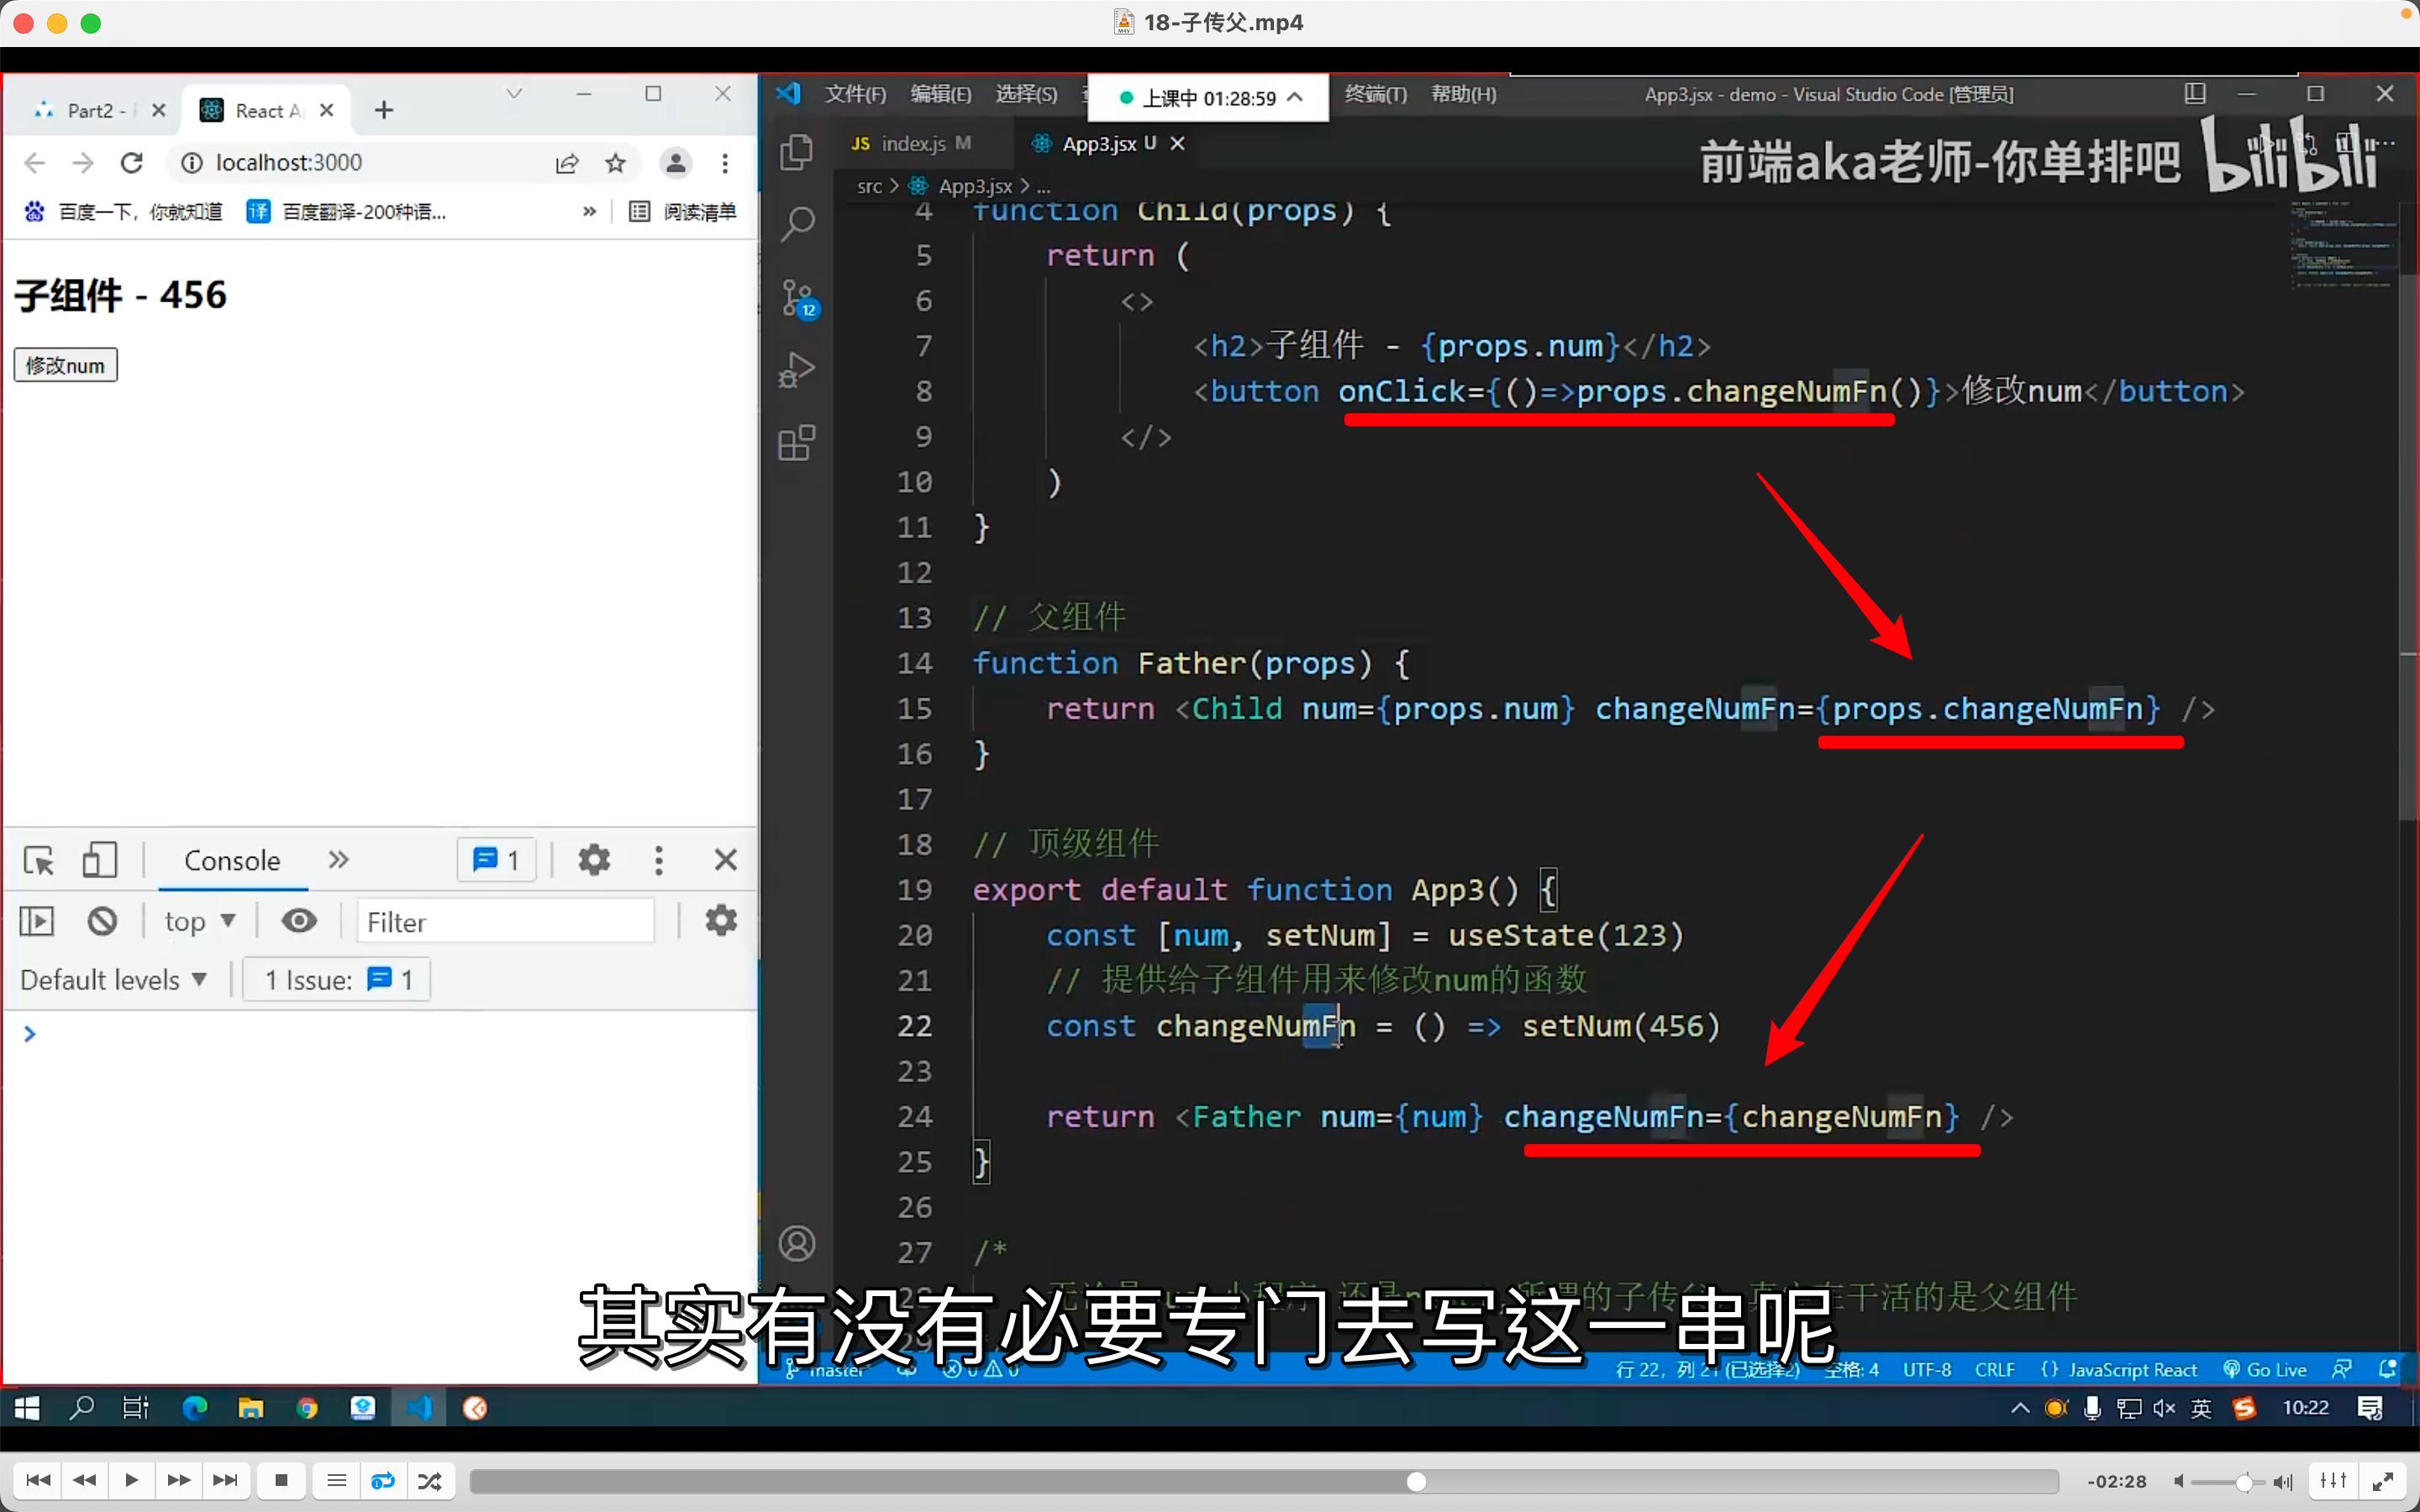 18-子传父.mp4
Part2 -
React A
localhost:3000
百度一下，你就知道
译 百度翻译-200种语...
»
阅读清单
子组件 - 456
修改num
Console
»
1
top ▼
Filter
Default levels ▼
1 Issue: 1
>
文件(F) 编辑(E) 选择(S)
上课中 01:28:59
终端(T) 帮助(H)
App3.jsx - demo - Visual Studio Code [管理员]
JS index.js M
App3.jsx U
前端aka老师-你单排吧 bilibili
src > App3.jsx > ...
12
4 function Child(props) {
5 return (
6 <>
7 <h2>子组件 - {props.num}</h2>
8 <button onClick={()=>props.changeNumFn()}>修改num</button>
9 </>
10 )
11 }
12
13 // 父组件
14 function Father(props) {
15 return <Child num={props.num} changeNumFn={props.changeNumFn} />
16 }
17
18 // 顶级组件
19 export default function App3() {
20 const [num, setNum] = useState(123)
21 // 提供给子组件用来修改num的函数
22 const changeNumFn = () => setNum(456)
23
24 return <Father num={num} changeNumFn={changeNumFn} />
25 }
26
27 /*
的子传父
在干活的是父组件
其实有没有必要专门去写这一串呢
master
行 22，列 21 (已选择2) 空格: 4 UTF-8 CRLF {} JavaScript React Go Live
英
10:22
-02:28